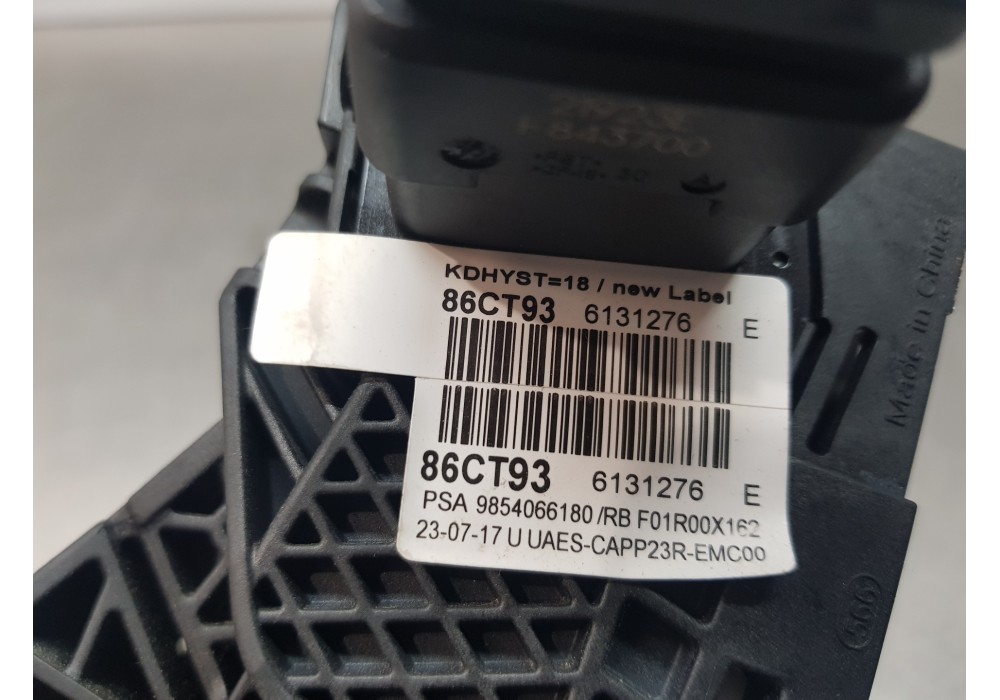 843700
KDHYST=18 / new Label
86CT93 6131276 E
86CT93 6131276 E
PSA 9854066180 /RB F01R00X162
23-07-17 U UAES-CAPP23R-EMC00
Made in China